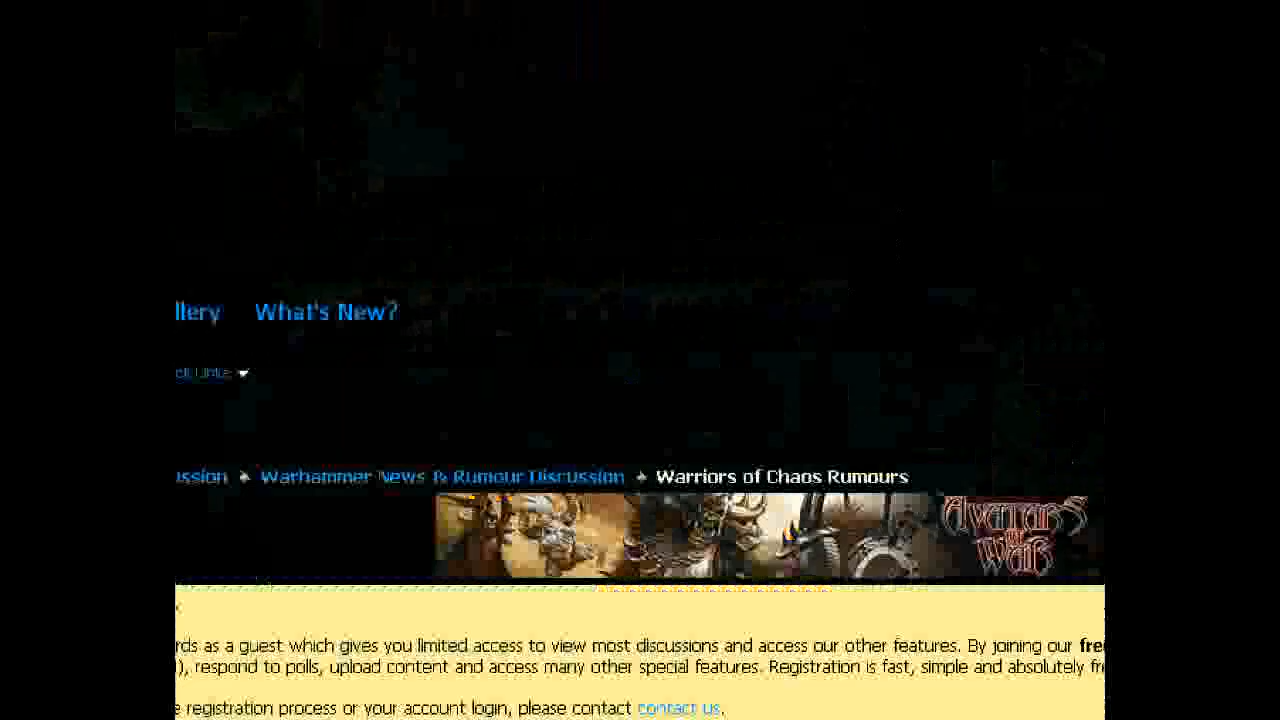 llery What's New?
ussion Warhammer News & Rumour Discussion Warriors of Chaos Rumours
AVATARS
OF
WAR
rds as a guest which gives you limited access to view most discussions and access our other features. By joining our free
), respond to polls, upload content and access many other special features. Registration is fast, simple and absolutely fr
e registration process or your account login, please contact contact us.